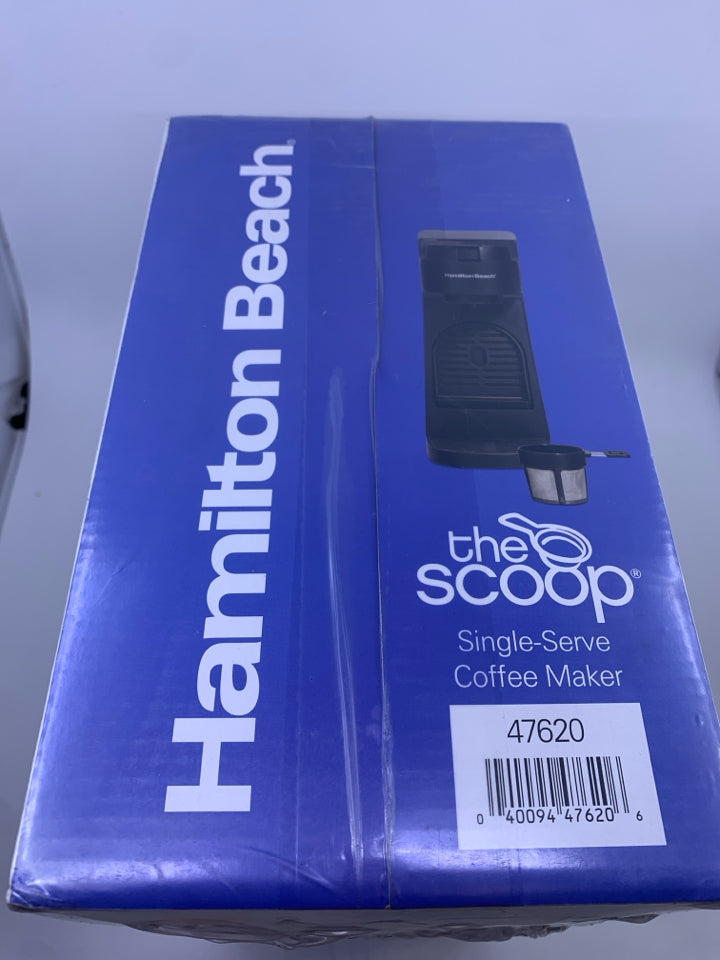 Hamilton Beach®
Hamilton Beach®
the
scoop®
Single-Serve
Coffee Maker
47620
0 40094 47620 6